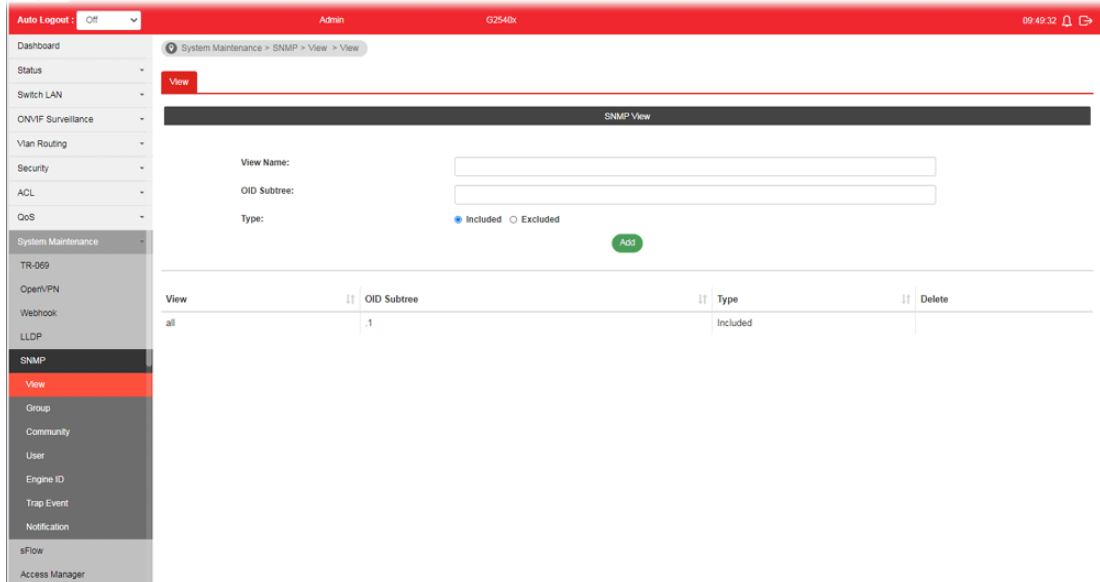 Auto Logout : Off Admin G2540x 09:49:32
Dashboard
Status
Switch LAN
ONVIF Surveillance
Vlan Routing
Security
ACL
QoS
System Maintenance
TR-069
OpenVPN
Webhook
LLDP
SNMP
View
Group
Community
User
Engine ID
Trap Event
Notification
sFlow
Access Manager
System Maintenance > SNMP > View > View
View
SNMP View
View Name:
OID Subtree:
Type: Included Excluded
Add
View OID Subtree Type Delete
all .1 Included